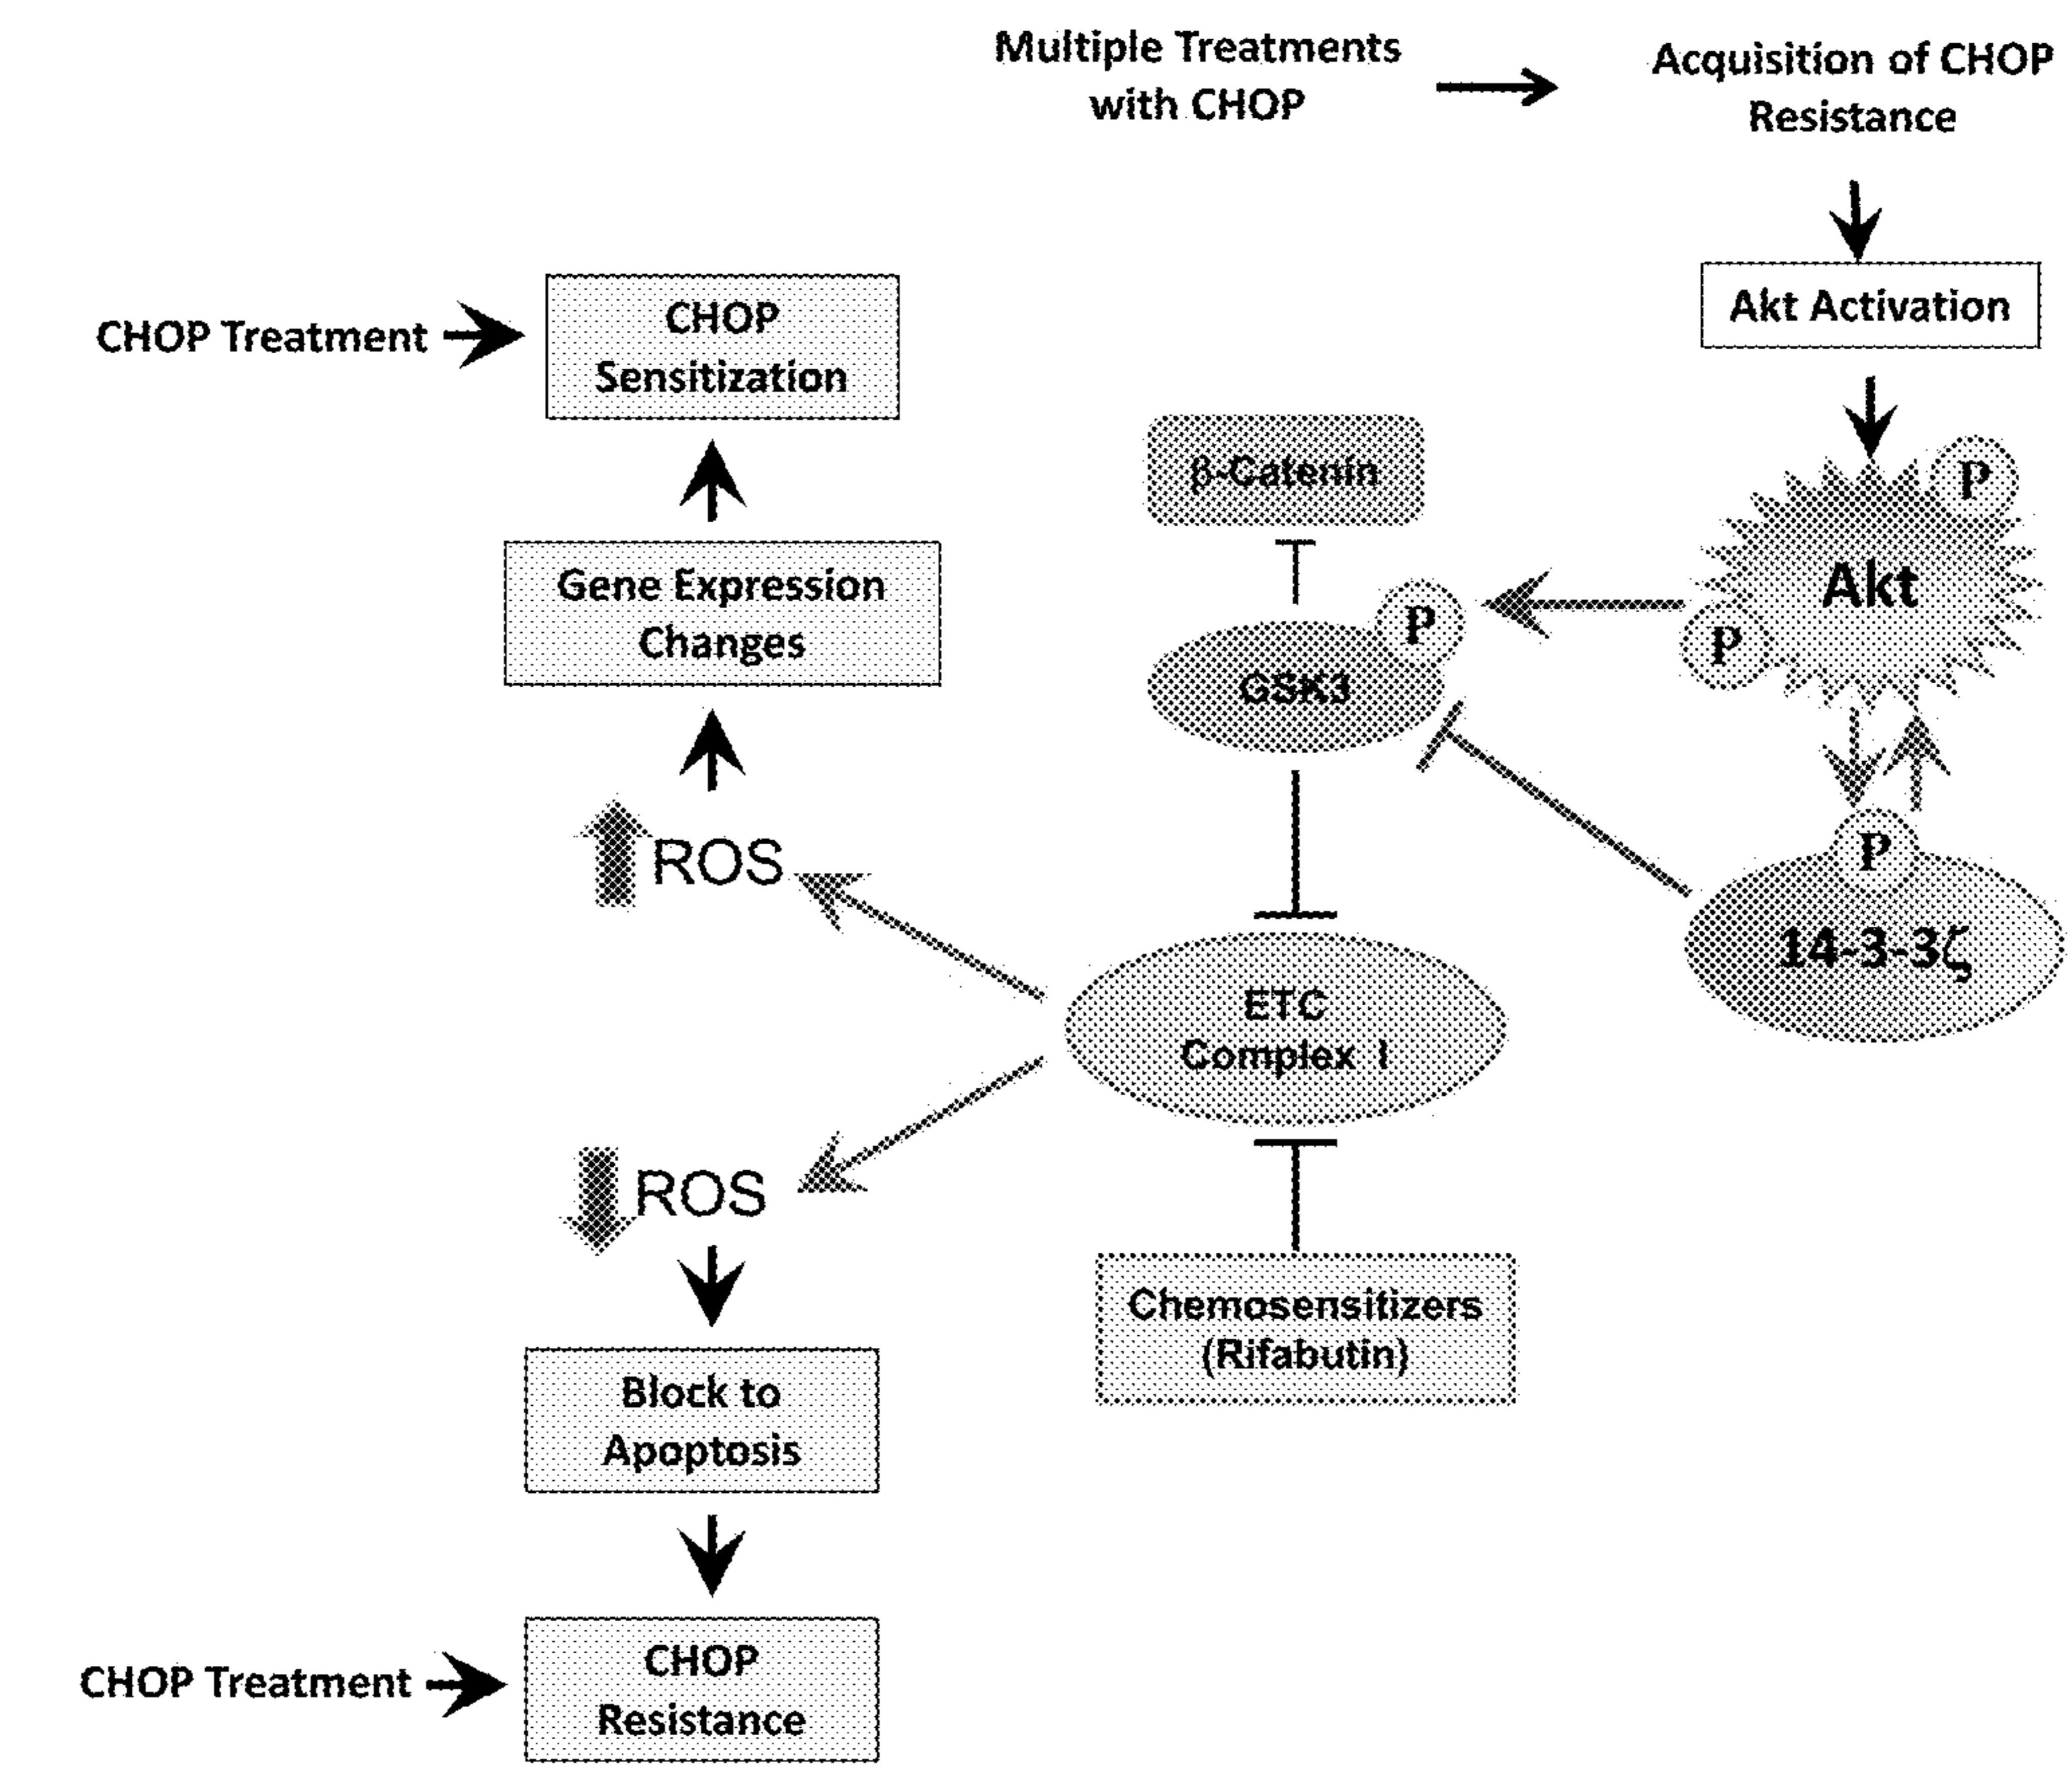 Multiple Treatments
with CHOP
Acquisition of CHOP
Resistance
Akt Activation
CHOP Treatment
CHOP
Sensitization
β-Catenin
P
Akt
P
Gene Expression
Changes
P
GSK3
ROS
P
14-3-3ζ
ETC
Complex I
ROS
Chemosensitizers
(Rifabutin)
Block to
Apoptosis
CHOP Treatment
CHOP
Resistance